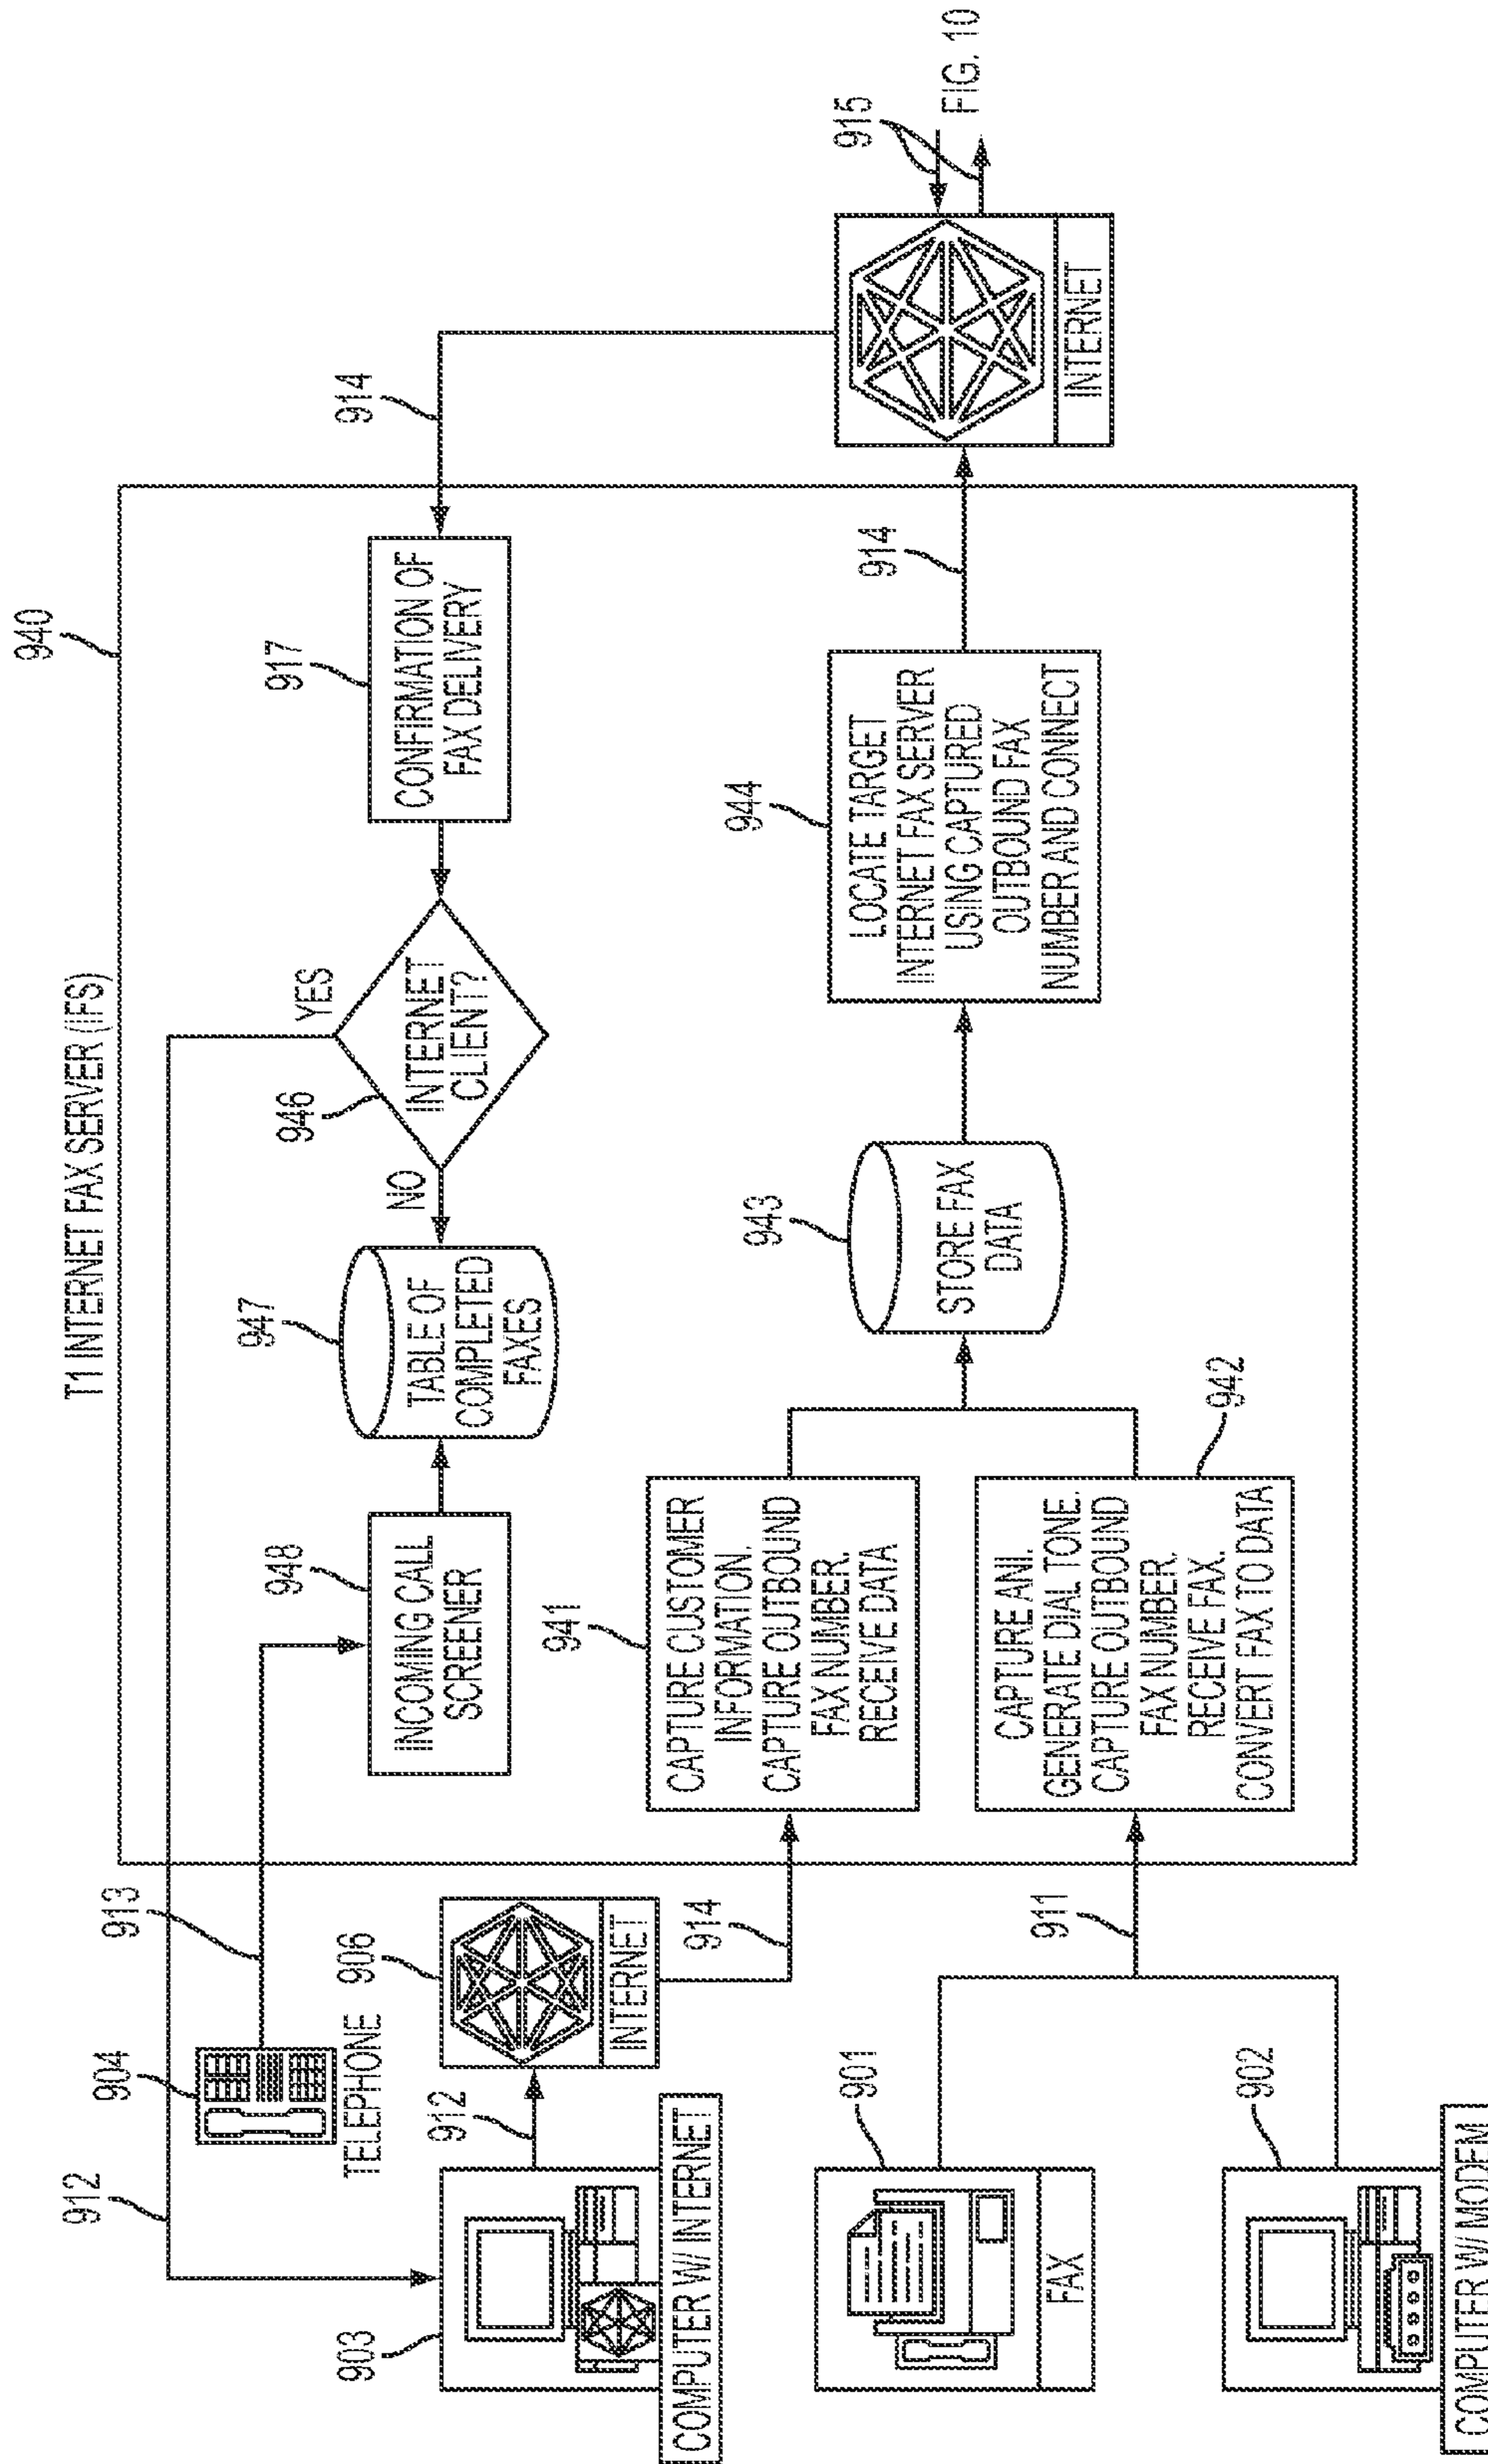 940
T1 INTERNET FAX SERVER (IFS)
912
913
904
TELEPHONE
903
COMPUTER W/ INTERNET
912
906
INTERNET
948
INCOMING CALL
SCREENER
947
TABLE OF
COMPLETED
FAXES
NO
946
INTERNET
CLIENT?
YES
917
CONFIRMATION OF
FAX DELIVERY
914
914
941
CAPTURE CUSTOMER
INFORMATION.
CAPTURE OUTBOUND
FAX NUMBER.
RECEIVE DATA
901
FAX
902
COMPUTER W/ MODEM
911
CAPTURE ANI.
GENERATE DIAL TONE.
CAPTURE OUTBOUND
FAX NUMBER.
RECEIVE FAX.
CONVERT FAX TO DATA
942
943
STORE FAX
DATA
944
LOCATE TARGET
INTERNET FAX SERVER
USING CAPTURED
OUTBOUND FAX
NUMBER AND CONNECT
914
INTERNET
915
FIG. 10